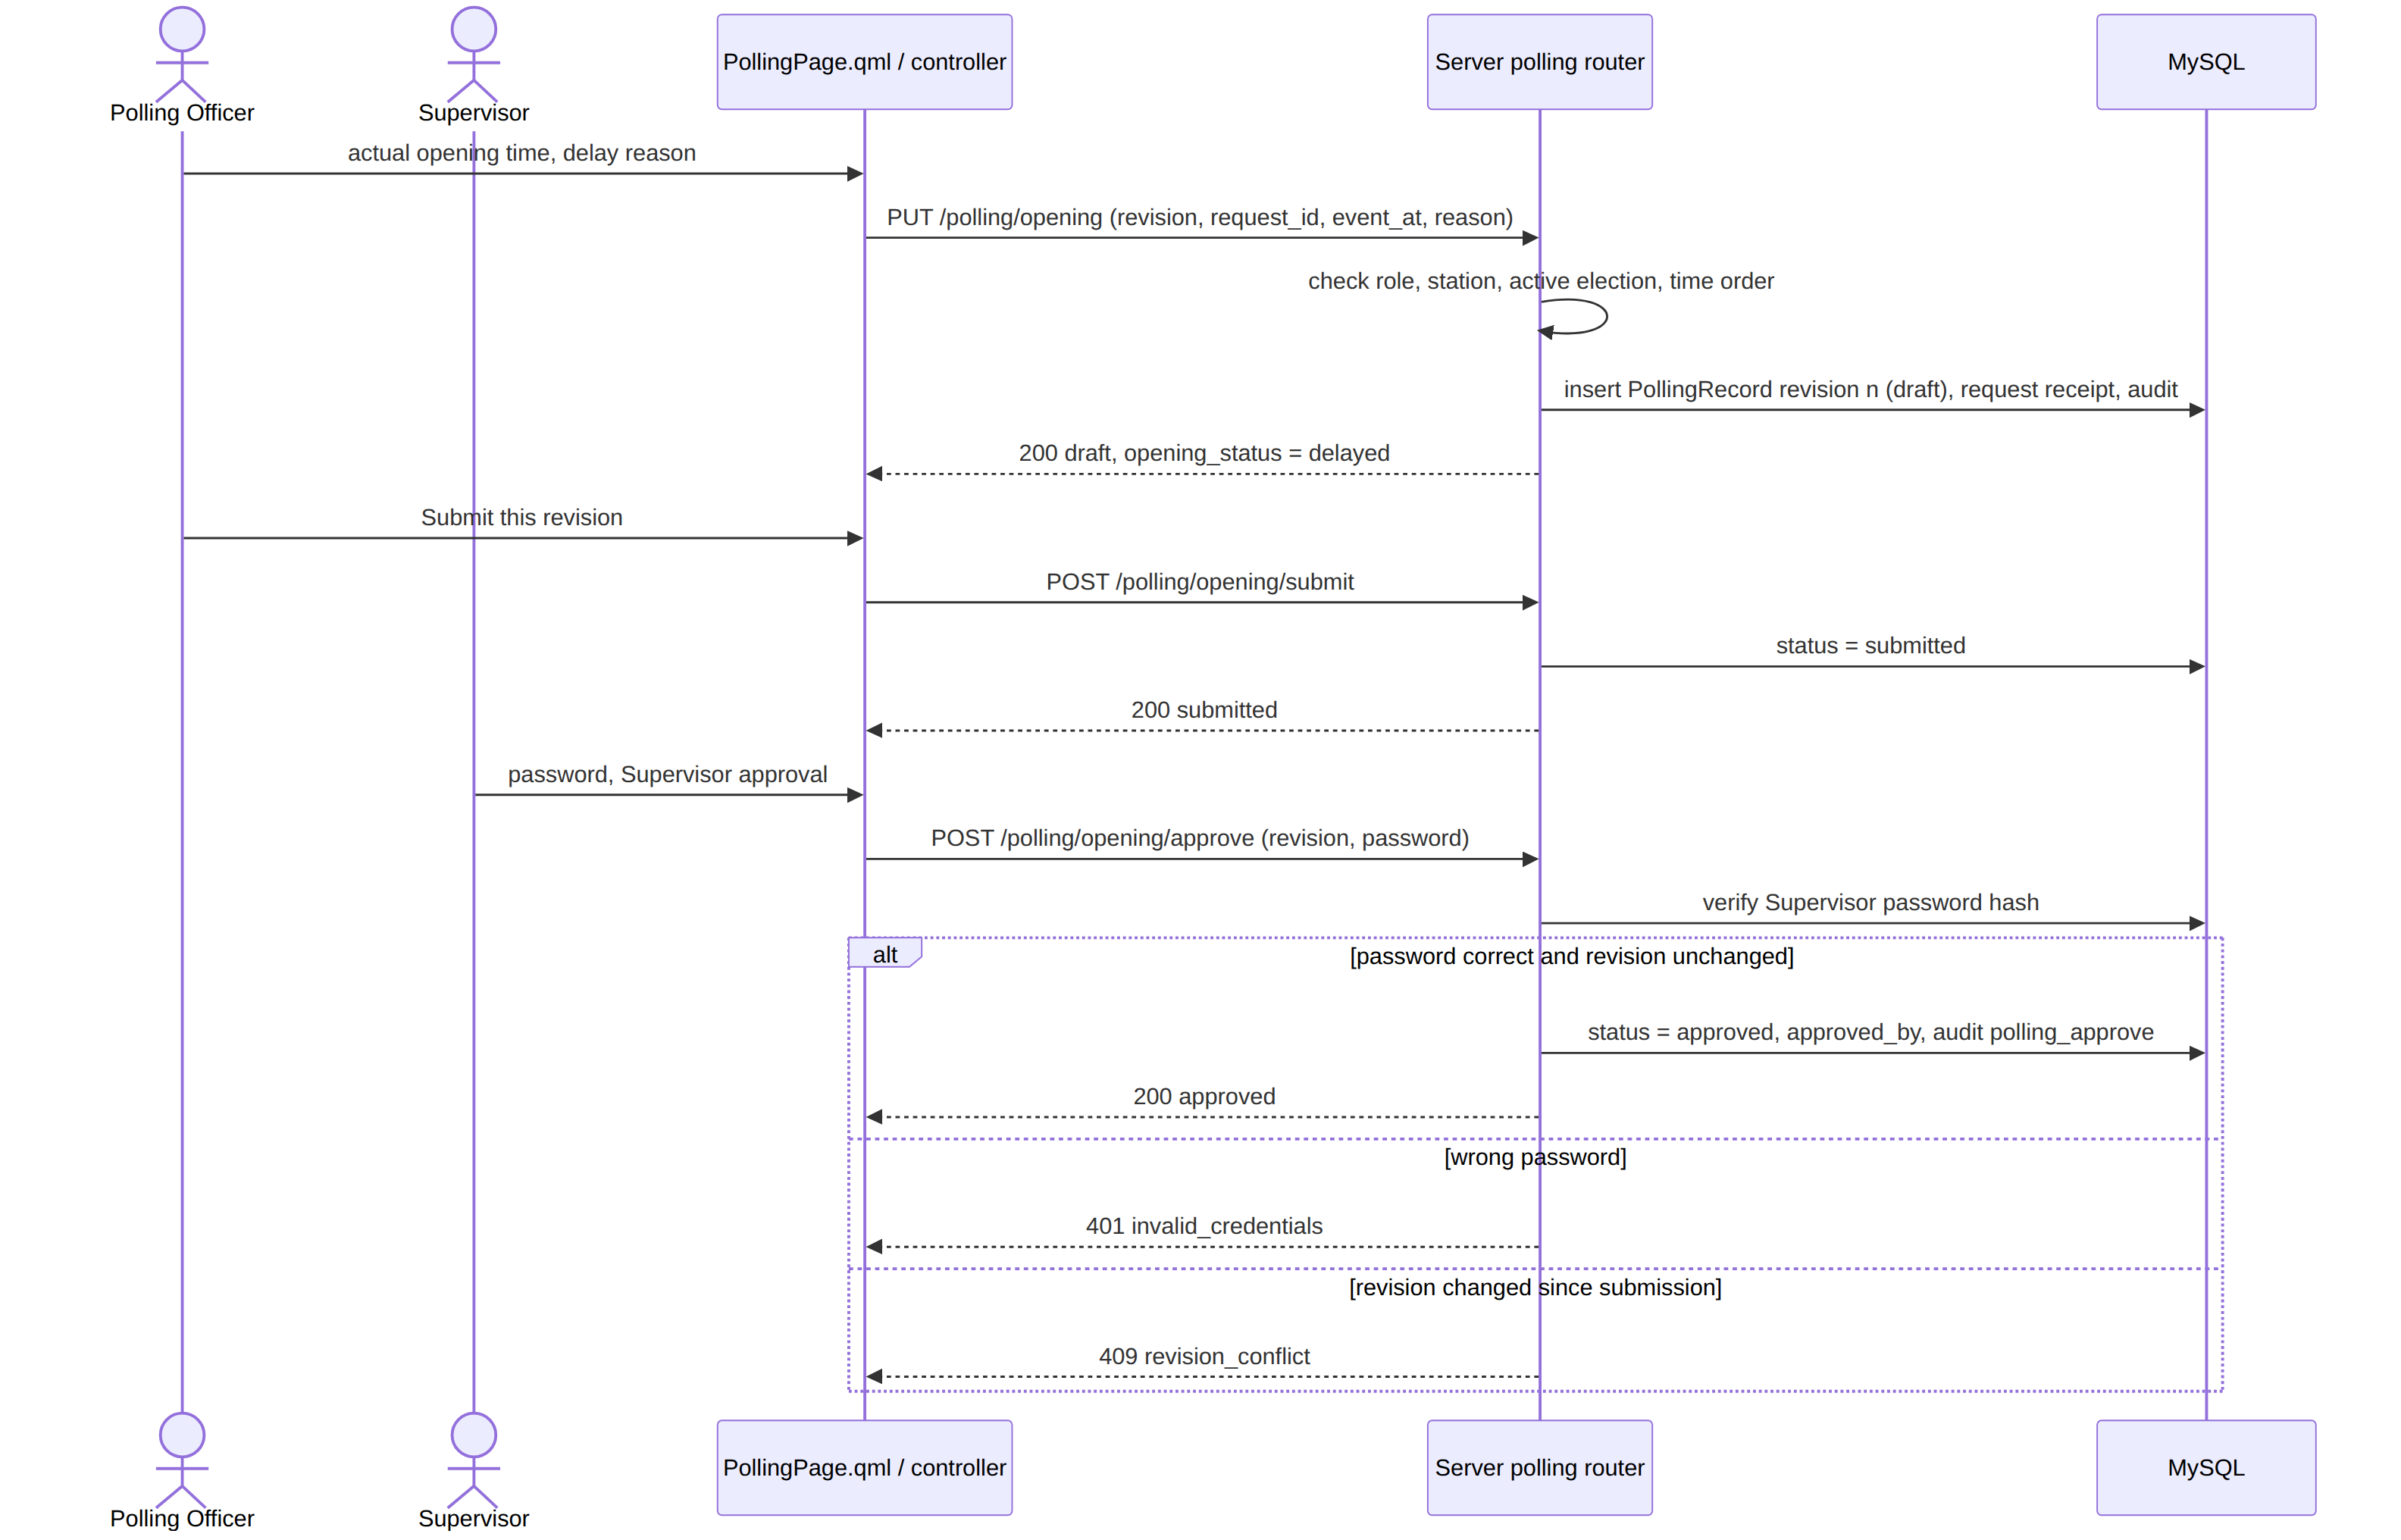 Polling Officer
Supervisor
PollingPage.qml / controller
Server polling router
MySQL
actual opening time, delay reason
PUT /polling/opening (revision, request_id, event_at, reason)
check role, station, active election, time order
insert PollingRecord revision n (draft), request receipt, audit
200 draft, opening_status = delayed
Submit this revision
POST /polling/opening/submit
status = submitted
200 submitted
password, Supervisor approval
POST /polling/opening/approve (revision, password)
verify Supervisor password hash
alt
[password correct and revision unchanged]
status = approved, approved_by, audit polling_approve
200 approved
[wrong password]
401 invalid_credentials
[revision changed since submission]
409 revision_conflict
Polling Officer
Supervisor
PollingPage.qml / controller
Server polling router
MySQL